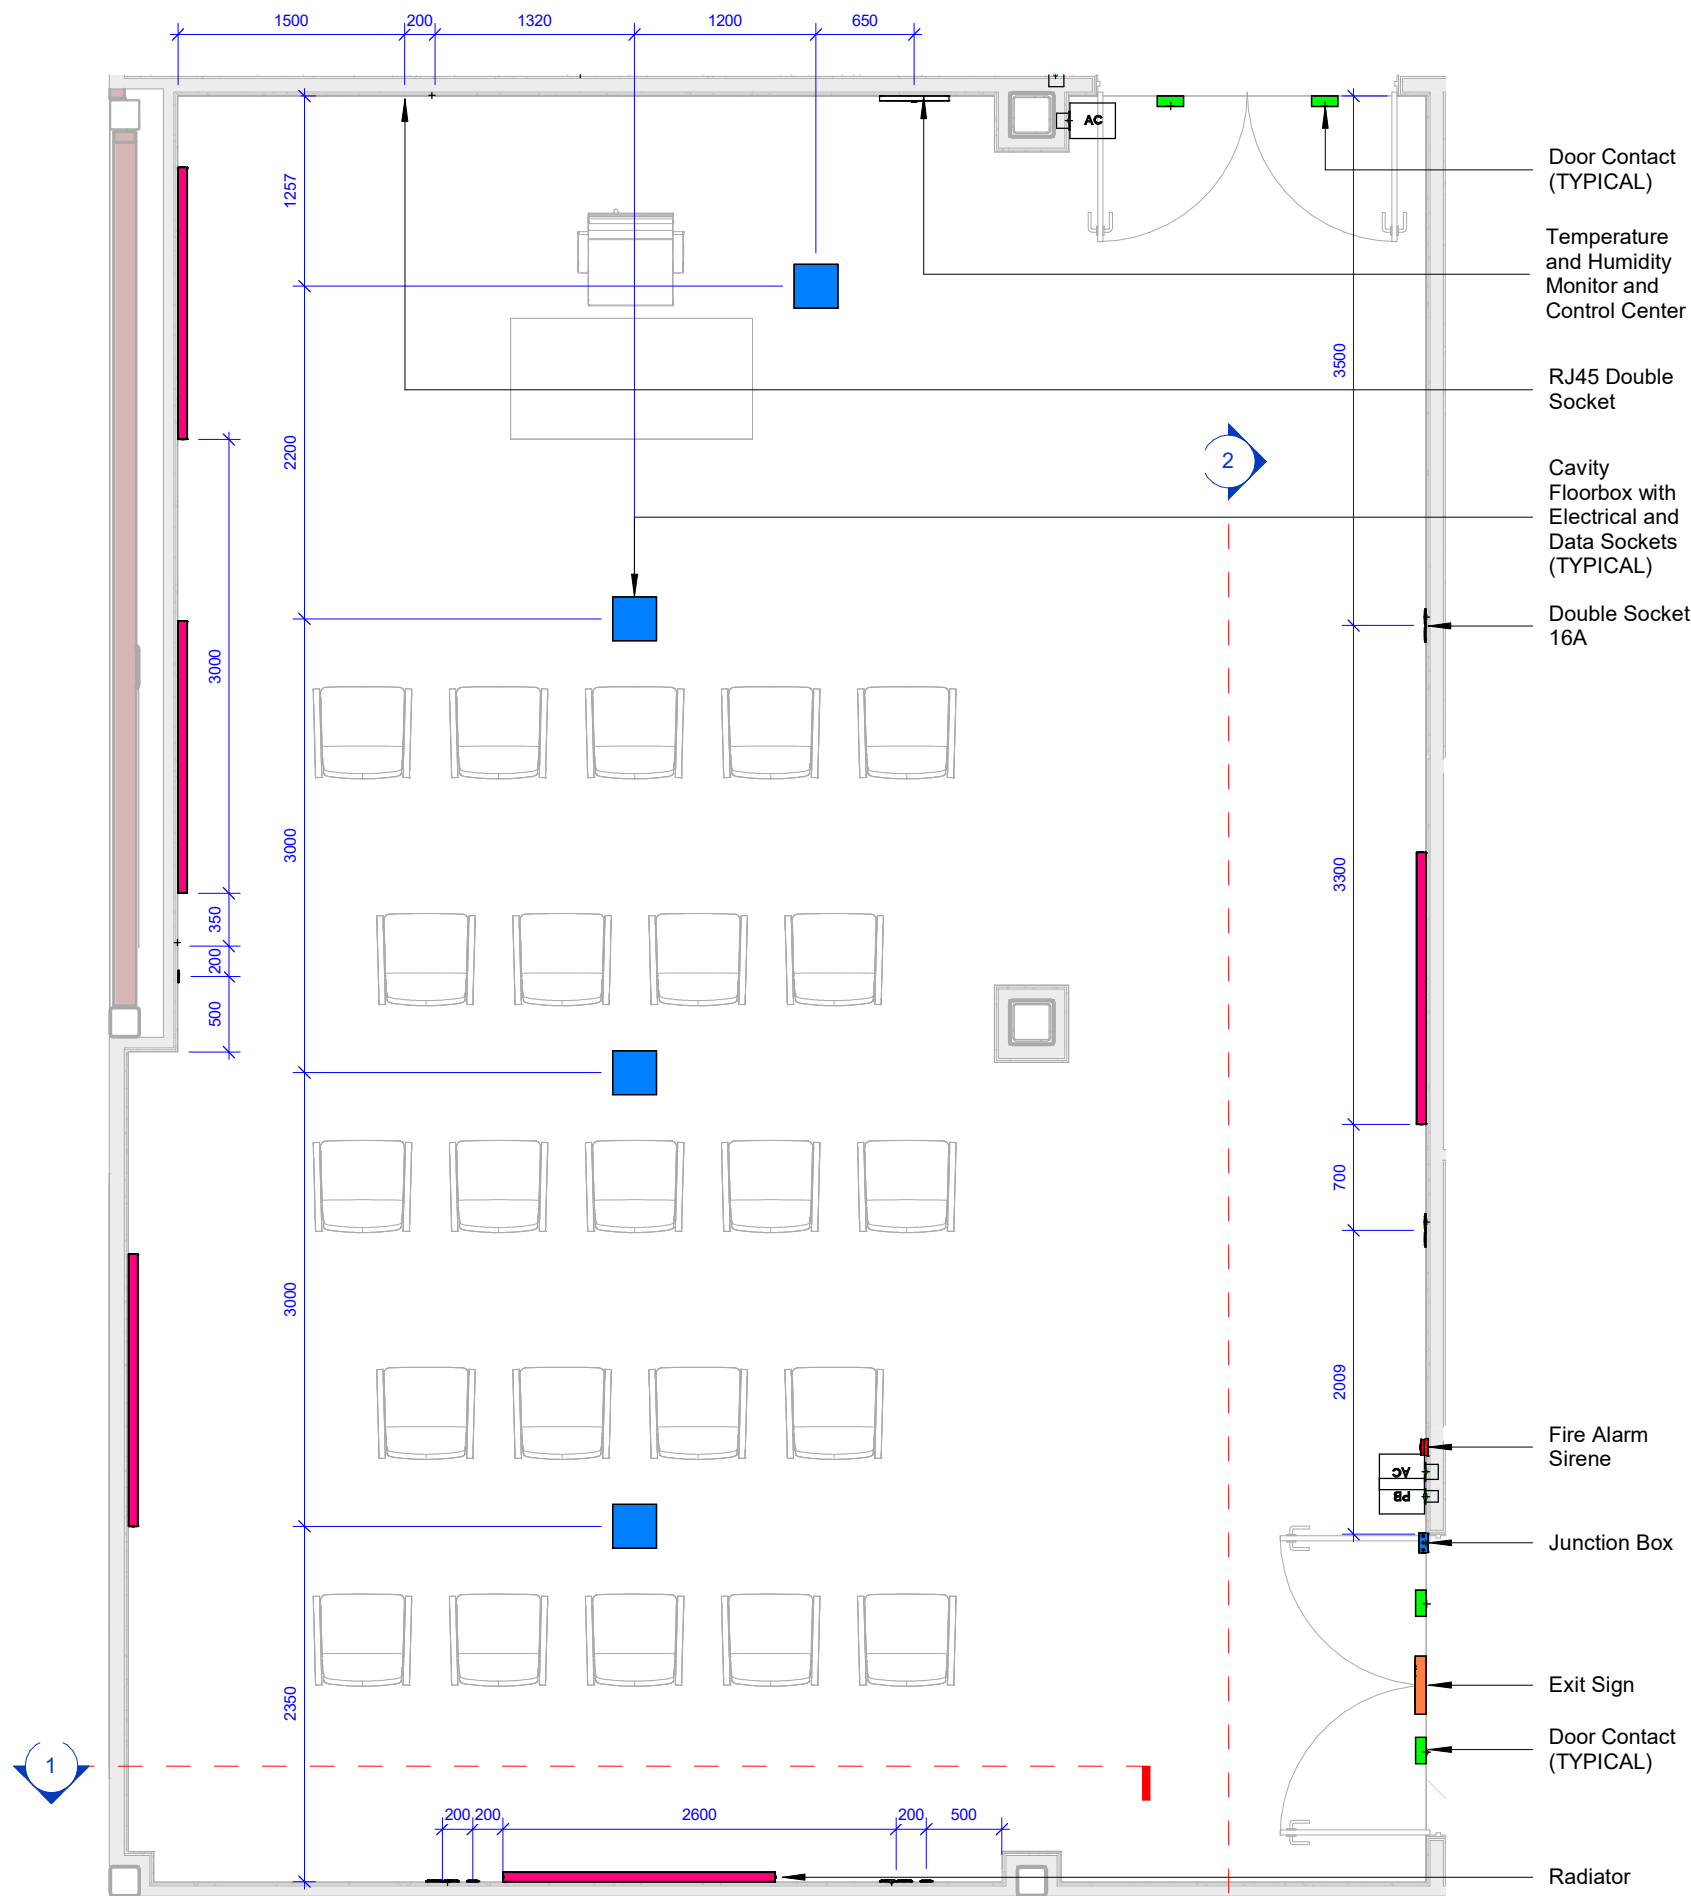 1500
200
1320
1200
650
AC
Door Contact
(TYPICAL)
1257
Temperature
and Humidity
Monitor and
Control Center
3500
RJ45 Double
Socket
2200
2
Cavity
Floorbox with
Electrical and
Data Sockets
(TYPICAL)
Double Socket
16A
3000
3000
3300
350
200
500
700
3000
2009
Fire Alarm
Sirene
AC
PB
Junction Box
2350
Exit Sign
Door Contact
(TYPICAL)
1
200
200
2600
200
500
Radiator